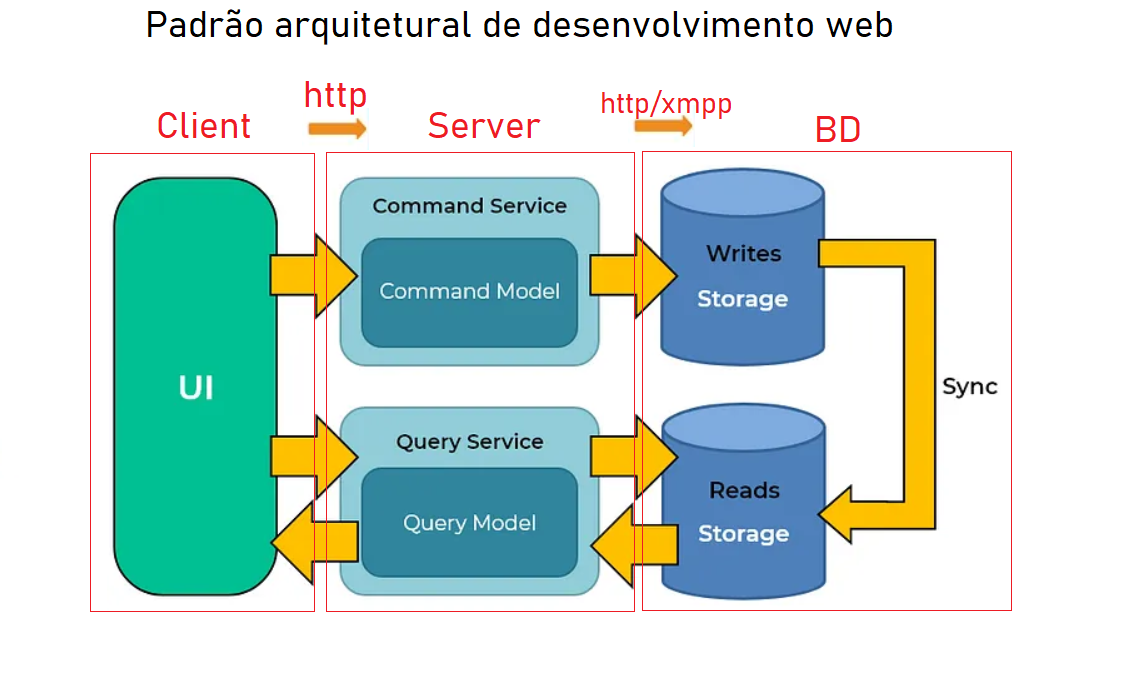 Padrão arquitetural de desenvolvimento web
http
http/xmpp
Client
Server
BD
Command Service
Command Model
Writes
Storage
UI
Sync
Query Service
Query Model
Reads
Storage